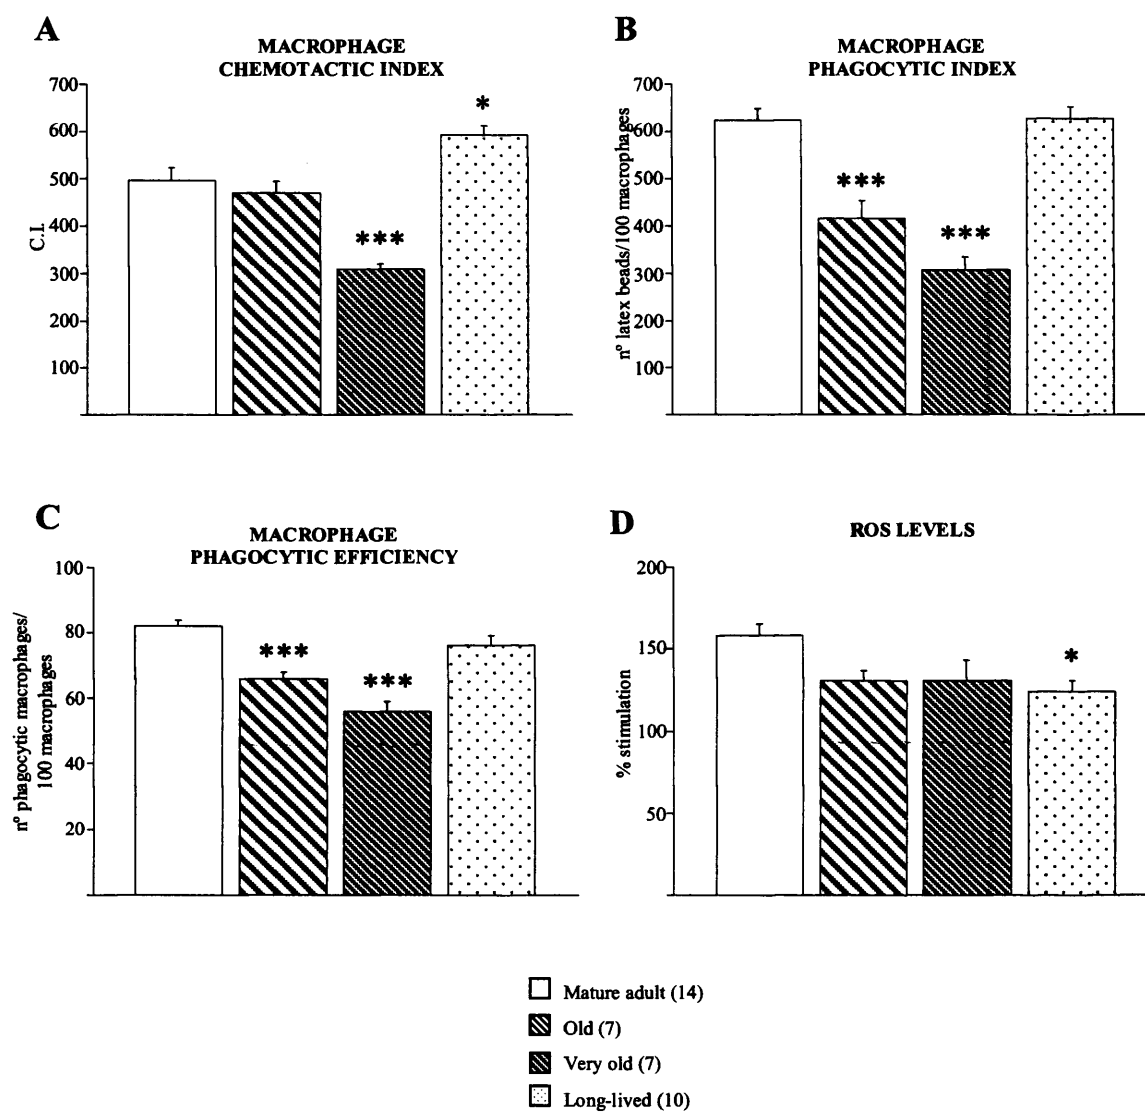 A
MACROPHAGE
CHEMOTACTIC INDEX
700
600
500
400
300
200
100
C.I.
*
***
B
MACROPHAGE
PHAGOCYTIC INDEX
700
600
500
400
300
200
100
nº latex beads/100 macrophages
***
***
C
MACROPHAGE
PHAGOCYTIC EFFICIENCY
100
80
60
40
20
nº phagocytic macrophages/
100 macrophages
***
***
D
ROS LEVELS
200
150
100
50
% stimulation
*
Mature adult (14)
Old (7)
Very old (7)
Long-lived (10)